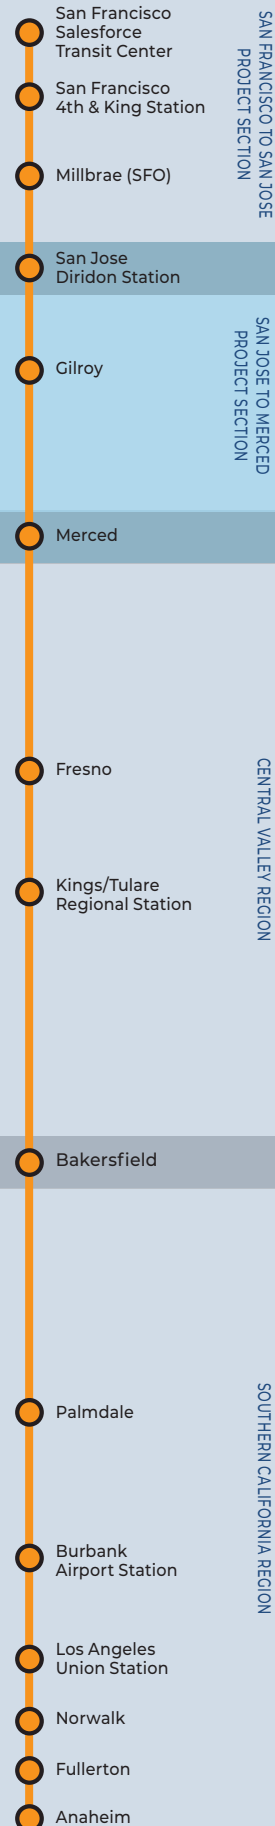 San Francisco
Salesforce
Transit Center
San Francisco
4th & King Station
Millbrae (SFO)
SAN FRANCISCO TO SAN JOSE
PROJECT SECTION
San Jose
Diridon Station
Gilroy
SAN JOSE TO MERCED
PROJECT SECTION
Merced
Fresno
Kings/Tulare
Regional Station
CENTRAL VALLEY REGION
Bakersfield
Palmdale
Burbank
Airport Station
SOUTHERN CALIFORNIA REGION
Los Angeles
Union Station
Norwalk
Fullerton
Anaheim